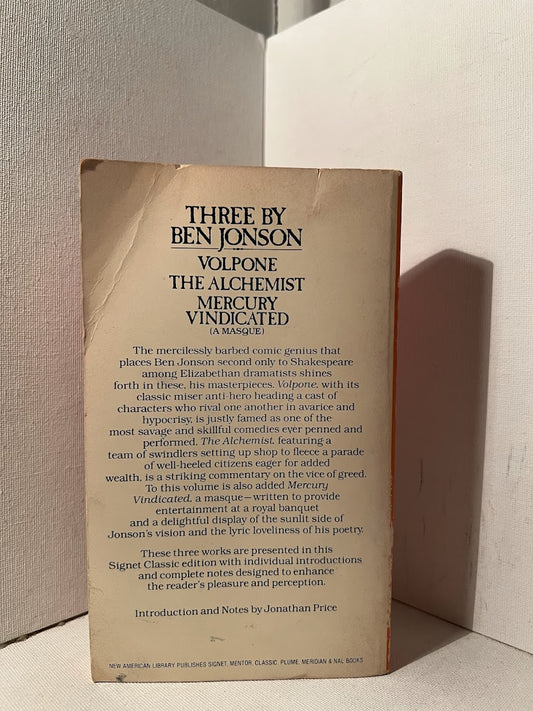 THREE BY
BEN JONSON
VOLPONE
THE ALCHEMIST
MERCURY
VINDICATED
(A MASQUE)
The mercilessly barbed comic genius that
places Ben Jonson second only to Shakespeare
among Elizabethan dramatists shines
forth in these, his masterpieces. Volpone, with its
classic miser anti-hero heading a cast of
characters who rival one another in avarice and
hypocrisy, is justly famed as one of the
most savage and skillful comedies ever penned and
performed. The Alchemist, featuring a
team of swindlers setting up shop to fleece a parade
of well-heeled citizens eager for added
wealth, is a striking commentary on the vice of greed.
To this volume is also added Mercury
Vindicated, a masque—written to provide
entertainment at a royal banquet
and a delightful display of the sunlit side of
Jonson's vision and the lyric loveliness of his poetry.
These three works are presented in this
Signet Classic edition with individual introductions
and complete notes designed to enhance
the reader's pleasure and perception.
Introduction and Notes by Jonathan Price
NEW AMERICAN LIBRARY PUBLISHES SIGNET, MENTOR, CLASSIC, PLUME, MERIDIAN & NAL BOOKS